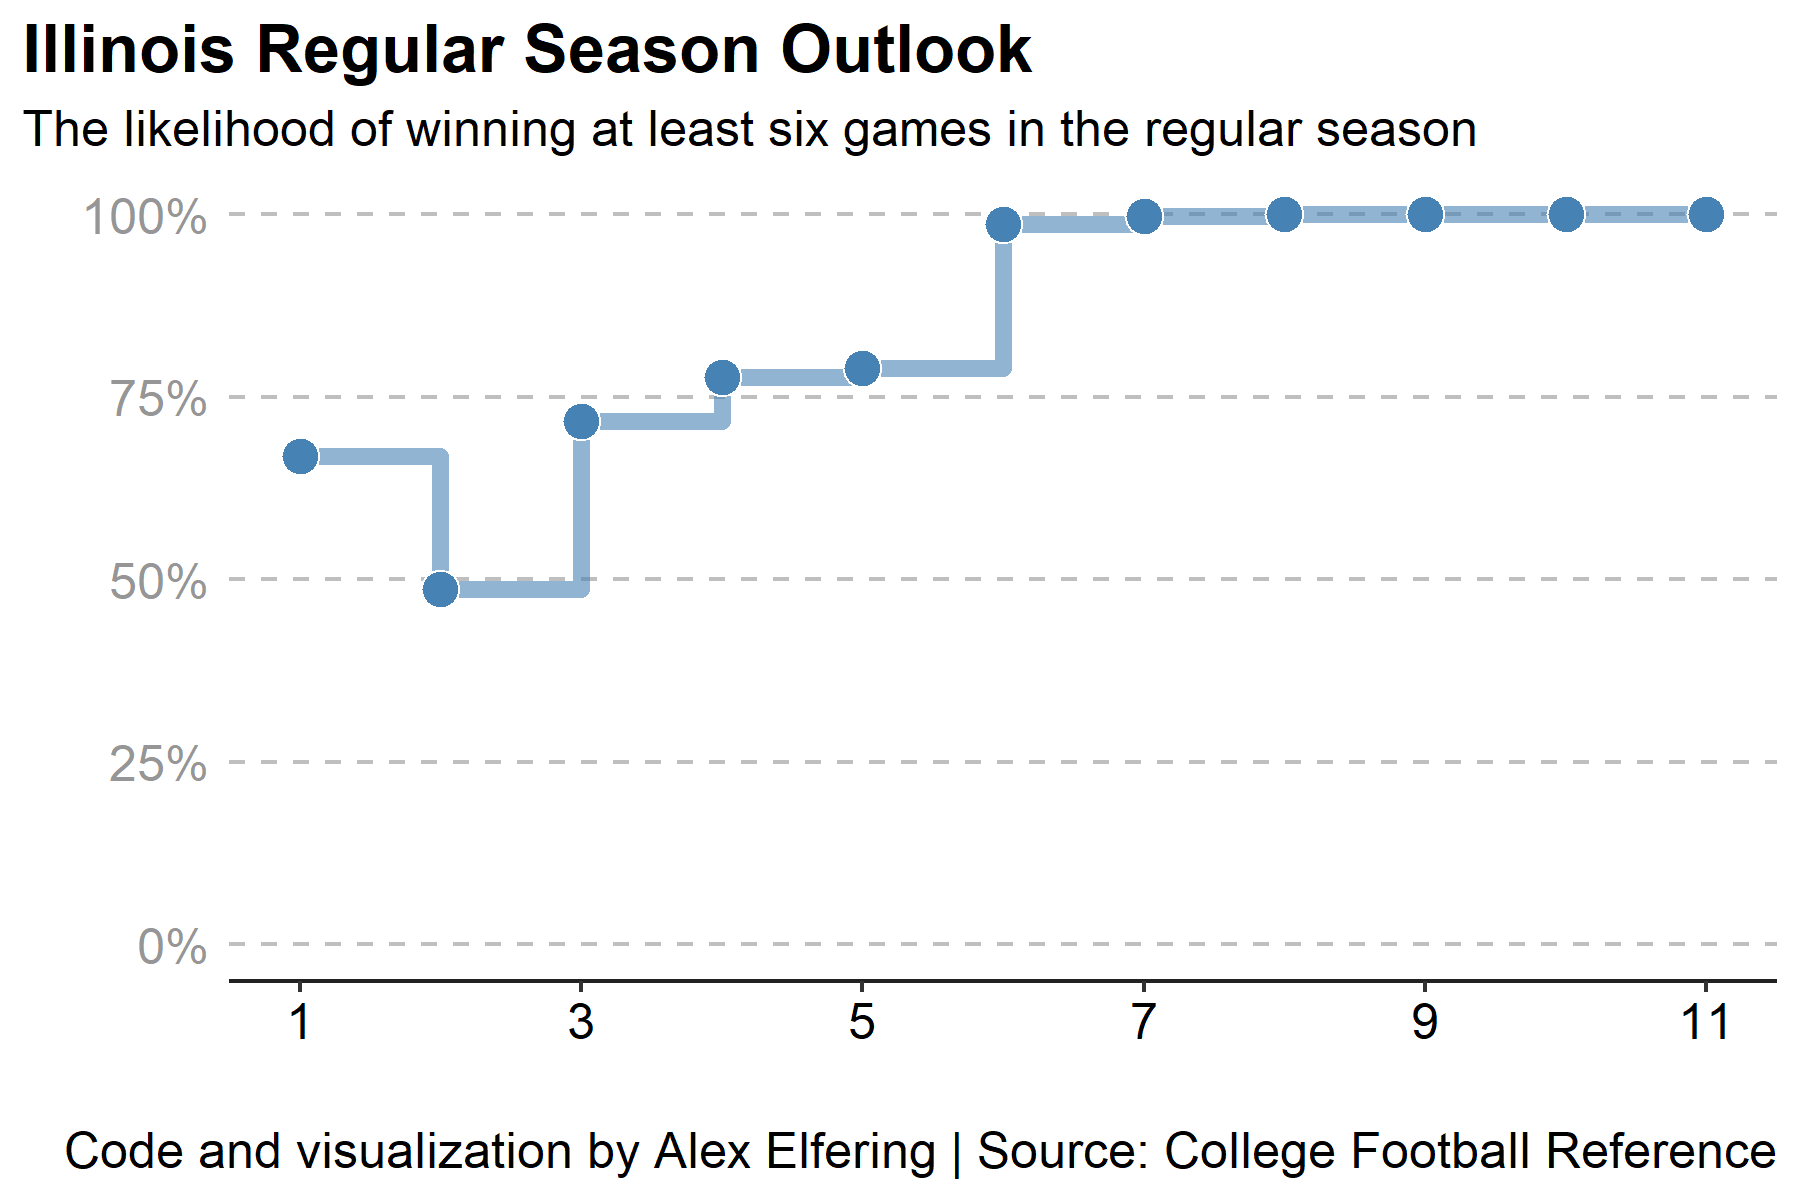 Illinois Regular Season Outlook
The likelihood of winning at least six games in the regular season
100%
75%
50%
25%
0%
1 3 5 7 9 11
Code and visualization by Alex Elfering | Source: College Football Reference